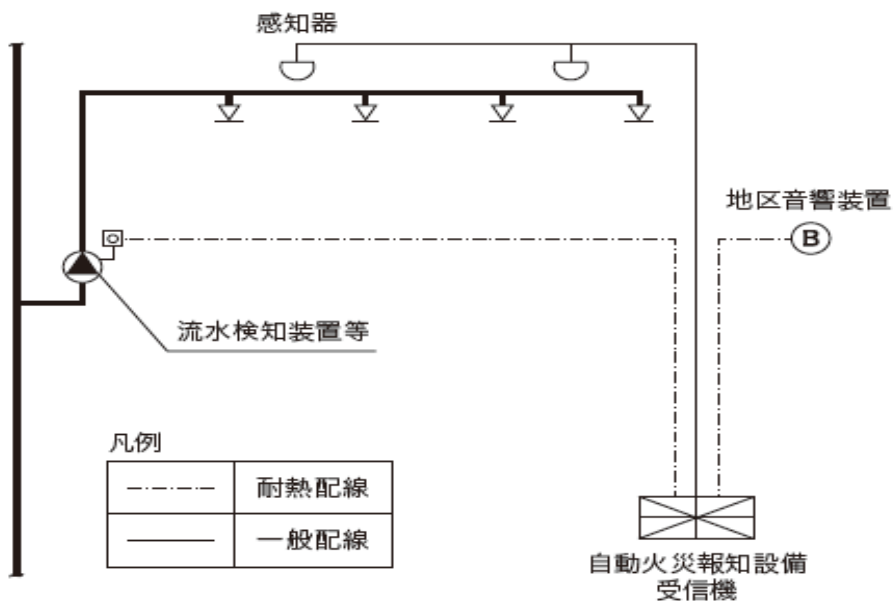 感知器
地区音響装置
B
流水検知装置等
凡例
耐熱配線
一般配線
自動火災報知設備
受信機